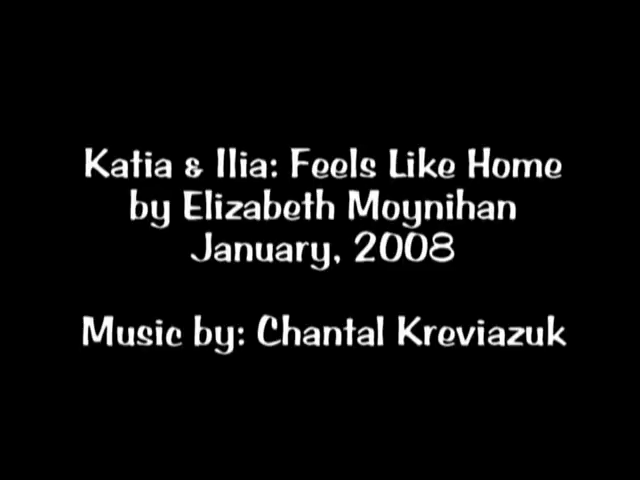 Katia & Ilia: Feels Like Home
by Elizabeth Moynihan
January, 2008
Music by: Chantal Kreviazuk